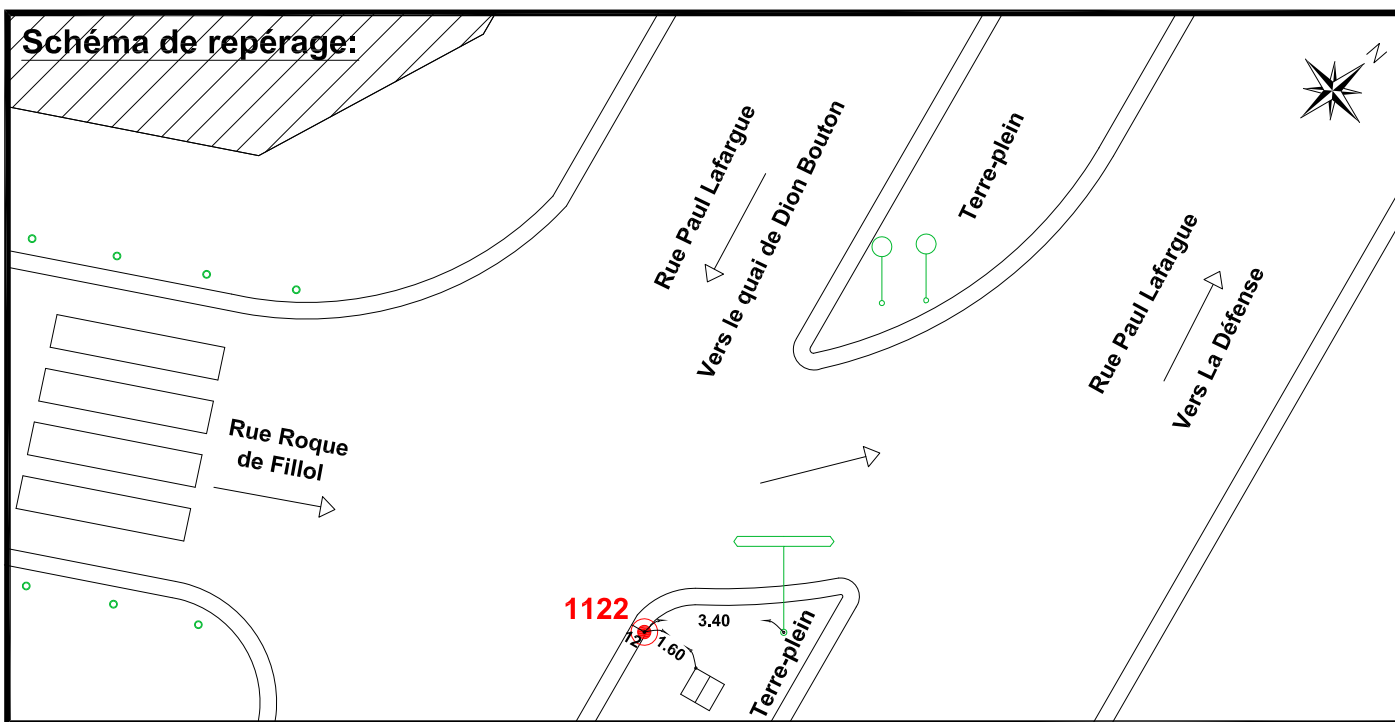 Schéma de repérage:
N
Rue Paul Lafargue
Vers le quai de Dion Bouton
Terre-plein
Rue Paul Lafargue
Vers La Défense
Rue Roque
de Fillol
1122
3.40
12
1.60
Terre-plein